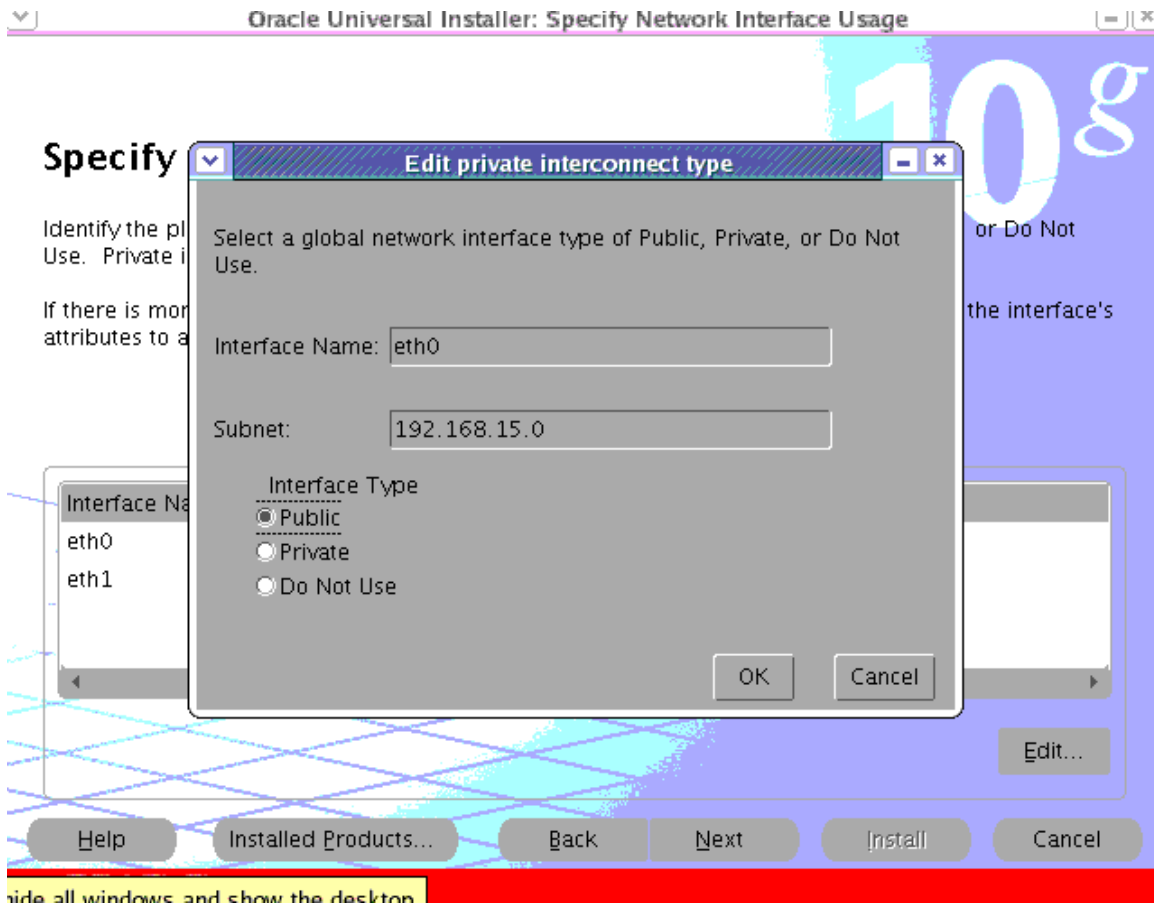 Oracle Universal Installer: Specify Network Interface Usage
10g
Specify
Edit private interconnect type
Identify the pl
or Do Not
Use. Private i
Select a global network interface type of Public, Private, or Do Not
Use.
If there is mor
the interface's
attributes to a
Interface Name: eth0
Subnet: 192.168.15.0
Interface Type
Public
Private
Do Not Use
Interface Na
eth0
eth1
OK Cancel
Edit...
Help Installed Products... Back Next Install Cancel
hide all windows and show the desktop